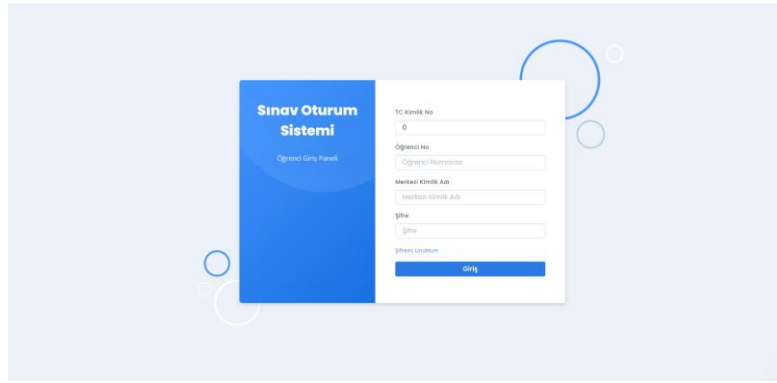 Sınav Oturum
Sistemi
Öğrenci Giriş Paneli
TC Kimlik No
0
Öğrenci No
Öğrenci Numarası
Merkezi Kimlik Adı
Merkezi Kimlik Adı
Şifre
Şifre
Şifremi Unuttum
Giriş